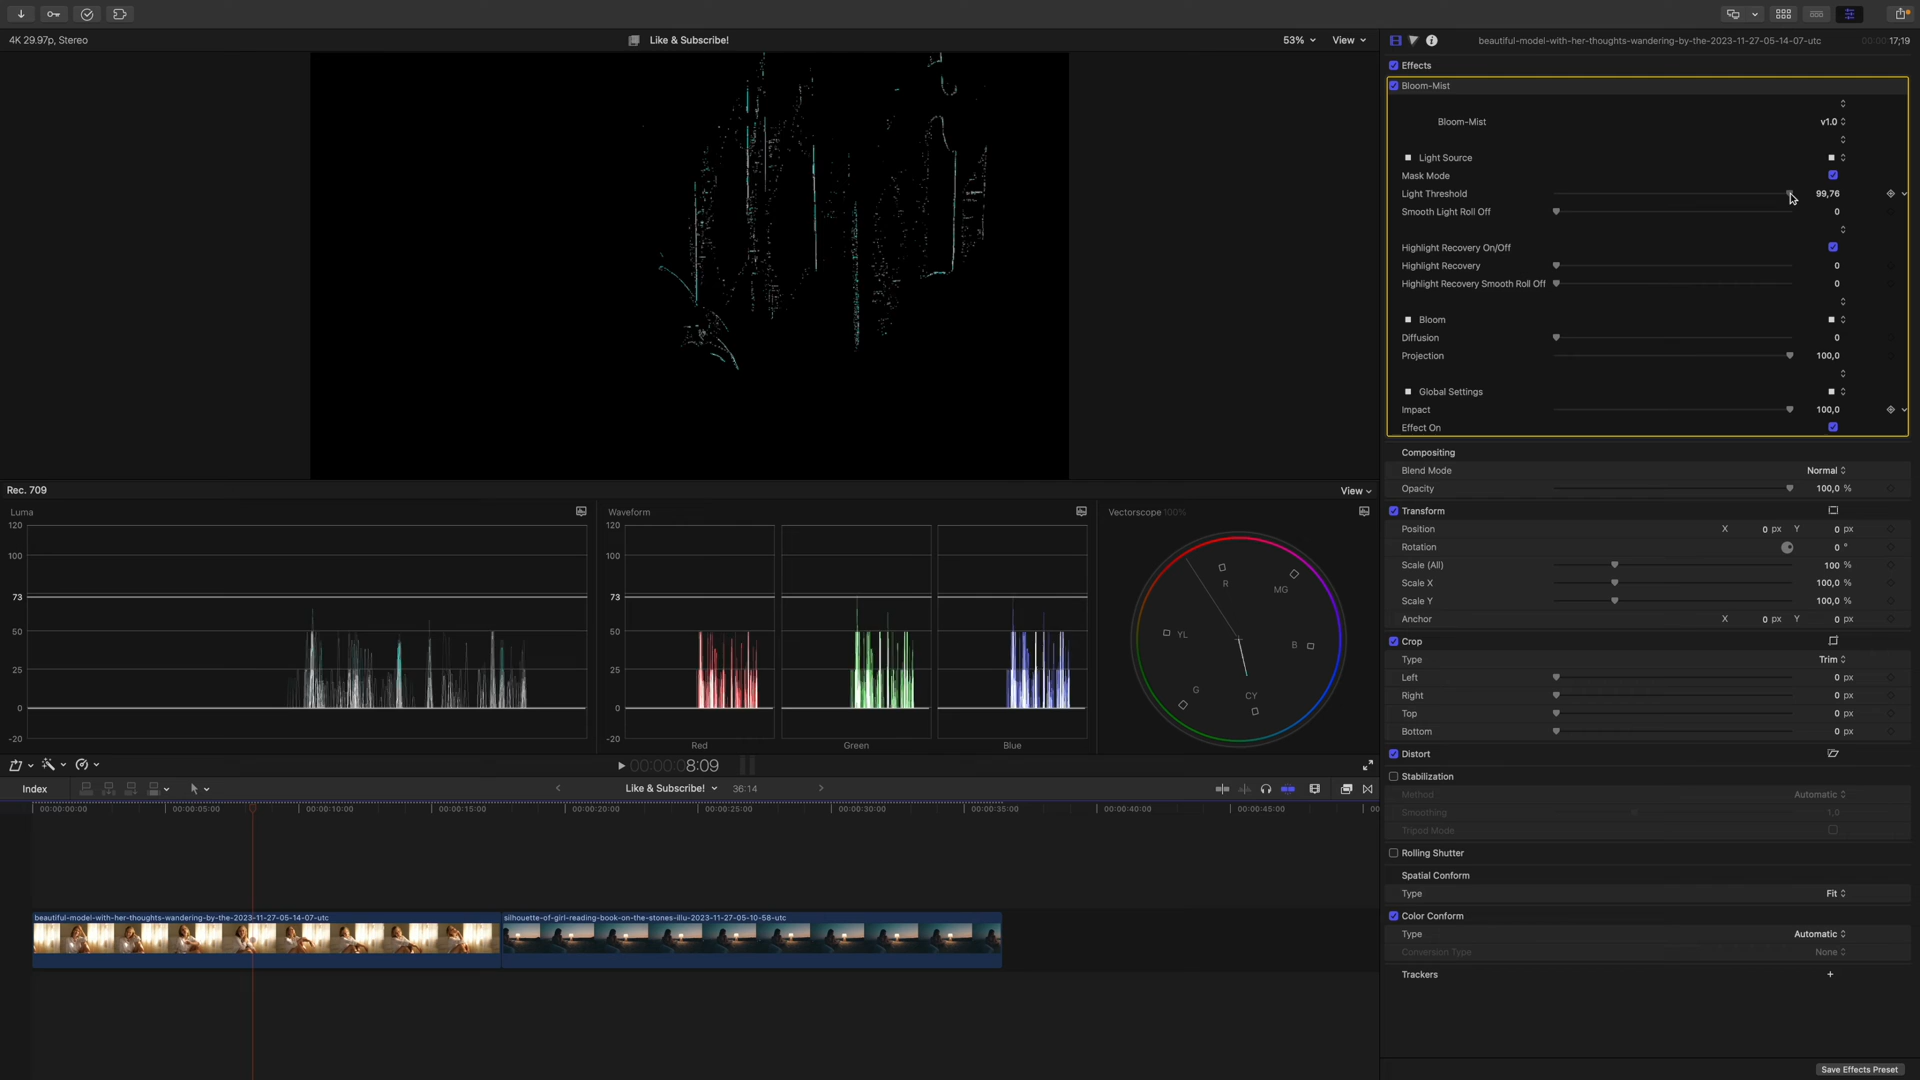 4K 29.97p, Stereo
Like & Subscribe!
53%
View
beautiful-model-with-her-thoughts-wandering-by-the-2023-11-27-05-14-07-utc
00:00:17;19
Effects
Bloom-Mist
Bloom-Mist
v1.0
Light Source
Mask Mode
Light Threshold
99,76
Smooth Light Roll Off
0
Highlight Recovery On/Off
Highlight Recovery
0
Highlight Recovery Smooth Roll Off
0
Bloom
Diffusion
0
Projection
100,0
Global Settings
Impact
100,0
Effect On
Compositing
Blend Mode
Normal
Opacity
100,0 %
Transform
Position
X 0 px Y 0 px
Rotation
0 °
Scale (All)
100 %
Scale X
100,0 %
Scale Y
100,0 %
Anchor
X 0 px Y 0 px
Crop
Type
Trim
Left
0 px
Right
0 px
Top
0 px
Bottom
0 px
Distort
Stabilization
Method
Automatic
Smoothing
1,0
Tripod Mode
Rolling Shutter
Spatial Conform
Type
Fit
Color Conform
Type
Automatic
Conversion Type
None
Trackers
Save Effects Preset
Rec. 709
View
Luma
120
100
73
50
25
0
-20
Waveform
120
100
73
50
25
0
-20
Red
Green
Blue
Vectorscope 100%
R
MG
YL
B
G
CY
00:00:08:09
Index
Like & Subscribe!
36:14
00:00:00:00
00:00:05:00
00:00:10:00
00:00:15:00
00:00:20:00
00:00:25:00
00:00:30:00
00:00:35:00
00:00:40:00
00:00:45:00
beautiful-model-with-her-thoughts-wandering-by-the-2023-11-27-05-14-07-utc
silhouette-of-girl-reading-book-on-the-stones-illu-2023-11-27-05-10-58-utc